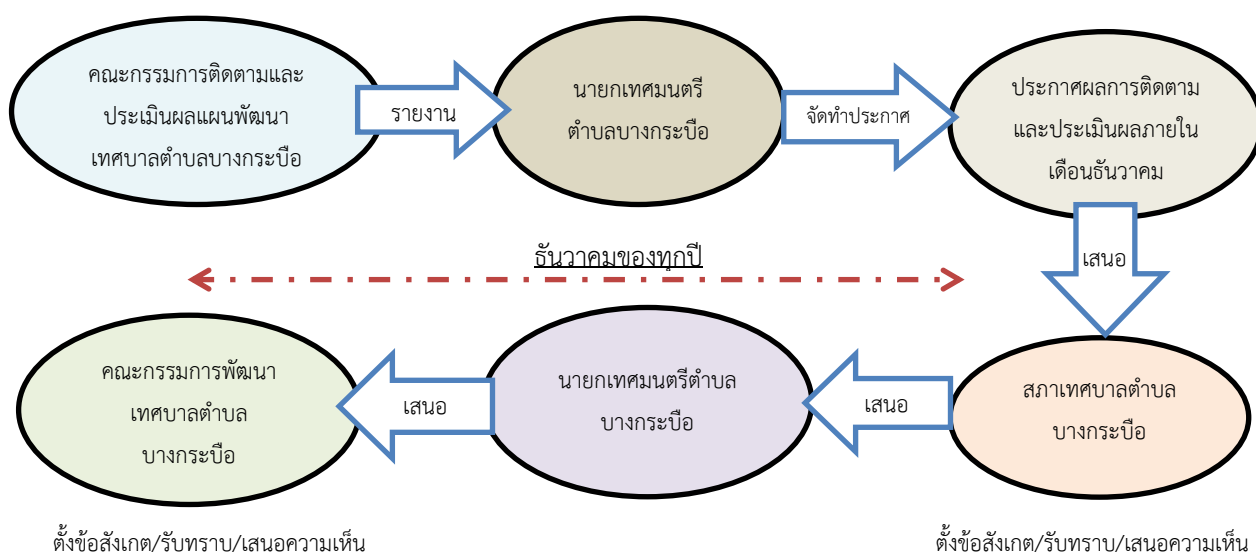 คณะกรรมการติดตามและ
ประเมินผลแผนพัฒนา
เทศบาลตำบลบางกระบือ
รายงาน
นายกเทศมนตรี
ตำบลบางกระบือ
จัดทำประกาศ
ประกาศผลการติดตาม
และประเมินผลภายใน
เดือนธันวาคม
ธันวาคมของทุกปี
เสนอ
สภาเทศบาลตำบล
บางกระบือ
เสนอ
นายกเทศมนตรีตำบล
บางกระบือ
เสนอ
คณะกรรมการพัฒนา
เทศบาลตำบล
บางกระบือ
ตั้งข้อสังเกต/รับทราบ/เสนอความเห็น
ตั้งข้อสังเกต/รับทราบ/เสนอความเห็น